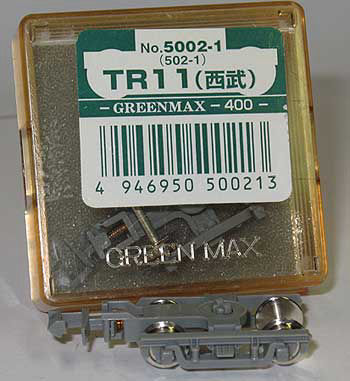 No.5002-1
(502-1)
TR11(西武)
-GREENMAX-400-
4 946950 500213
GREEN MAX